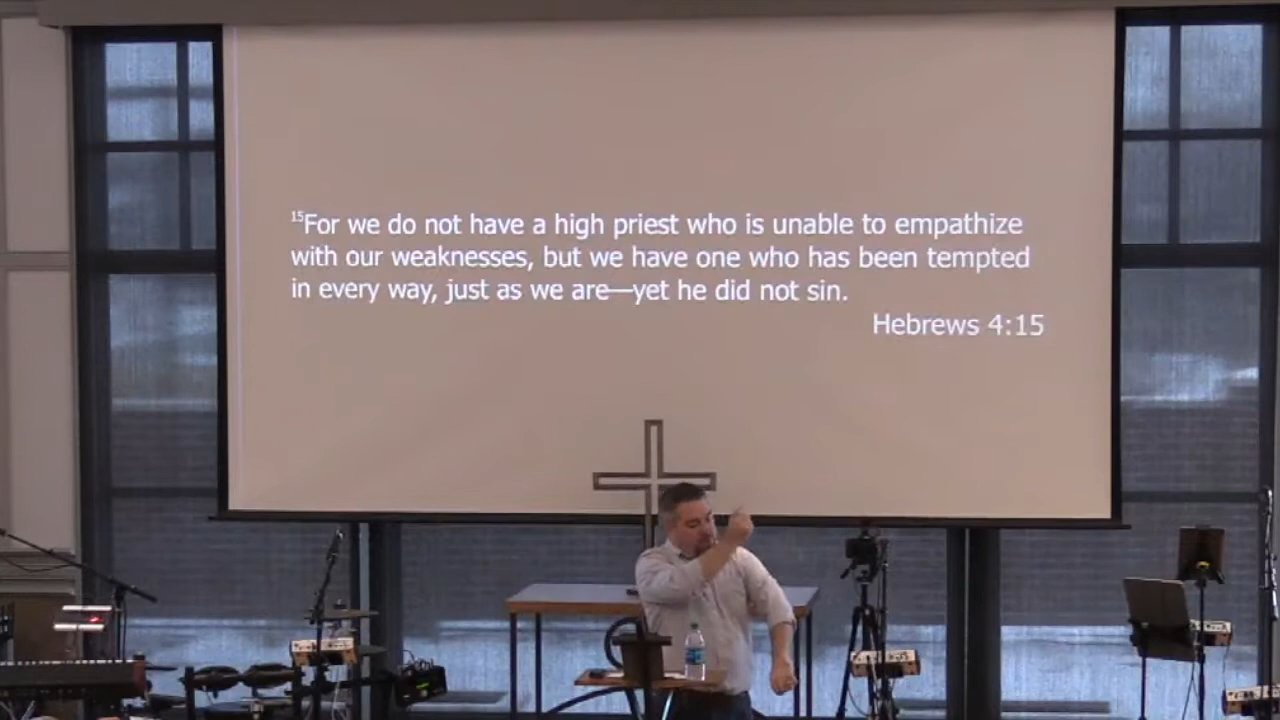 ¹⁵For we do not have a high priest who is unable to empathize
with our weaknesses, but we have one who has been tempted
in every way, just as we are—yet he did not sin.
Hebrews 4:15